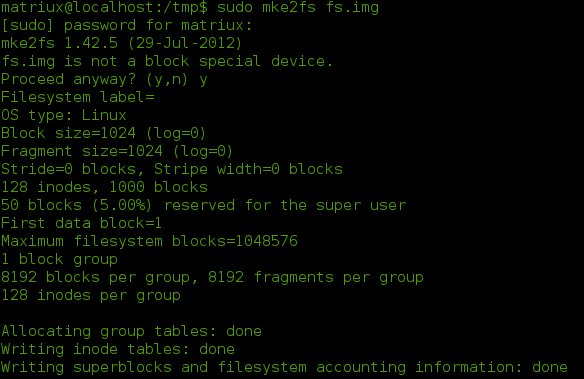 matriux@localhost:/tmp$ sudo mke2fs fs.img
[sudo] password for matriux:
mke2fs 1.42.5 (29-Jul-2012)
fs.img is not a block special device.
Proceed anyway? (y,n) y
Filesystem label=
OS type: Linux
Block size=1024 (log=0)
Fragment size=1024 (log=0)
Stride=0 blocks, Stripe width=0 blocks
128 inodes, 1000 blocks
50 blocks (5.00%) reserved for the super user
First data block=1
Maximum filesystem blocks=1048576
1 block group
8192 blocks per group, 8192 fragments per group
128 inodes per group

Allocating group tables: done
Writing inode tables: done
Writing superblocks and filesystem accounting information: done